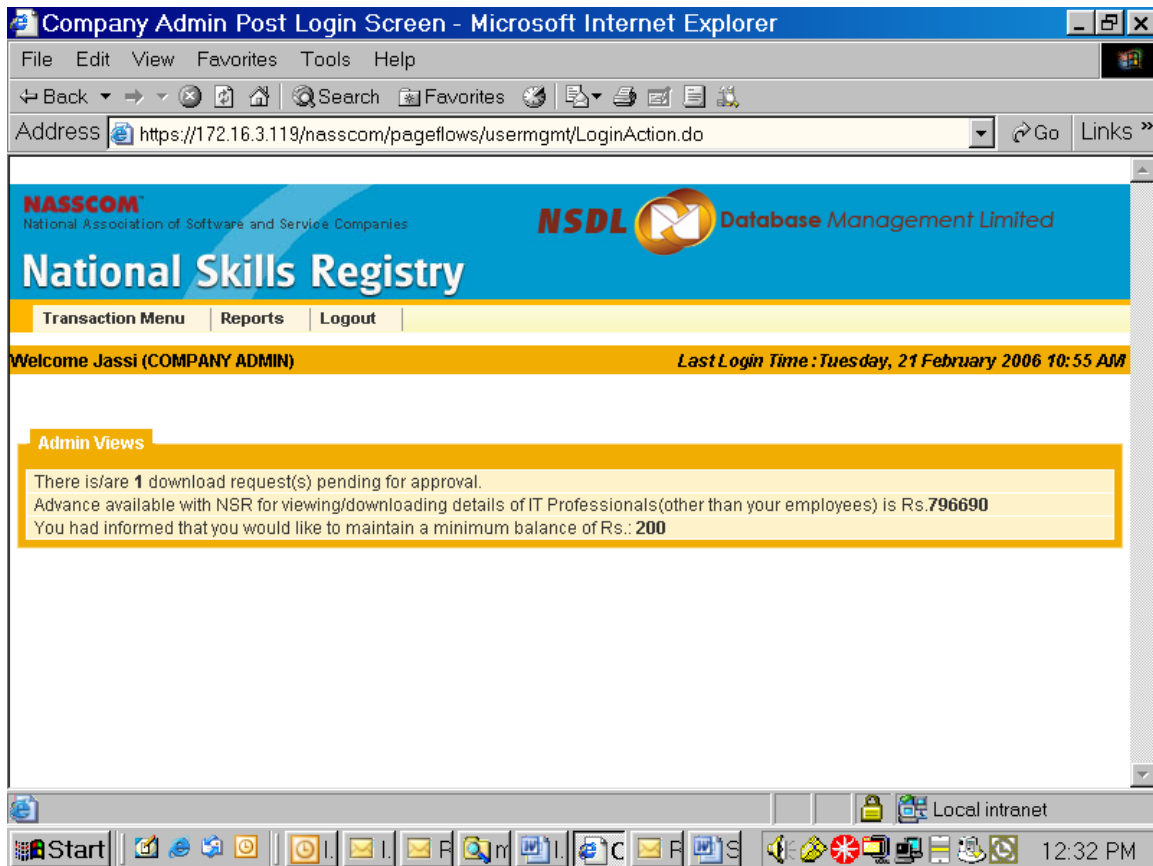 Company Admin Post Login Screen - Microsoft Internet Explorer
File Edit View Favorites Tools Help
Back Search Favorites
Address https://172.16.3.119/nasscom/pageflows/usermgmt/LoginAction.do Go Links »
NASSCOM™
National Association of Software and Service Companies
NSDL Database Management Limited
National Skills Registry
Transaction Menu Reports Logout
Welcome Jassi (COMPANY ADMIN) Last Login Time : Tuesday, 21 February 2006 10:55 AM
Admin Views
There is/are 1 download request(s) pending for approval.
Advance available with NSR for viewing/downloading details of IT Professionals(other than your employees) is Rs.796690
You had informed that you would like to maintain a minimum balance of Rs.: 200
Local intranet
Start I. I. R m I. C R S 12:32 PM